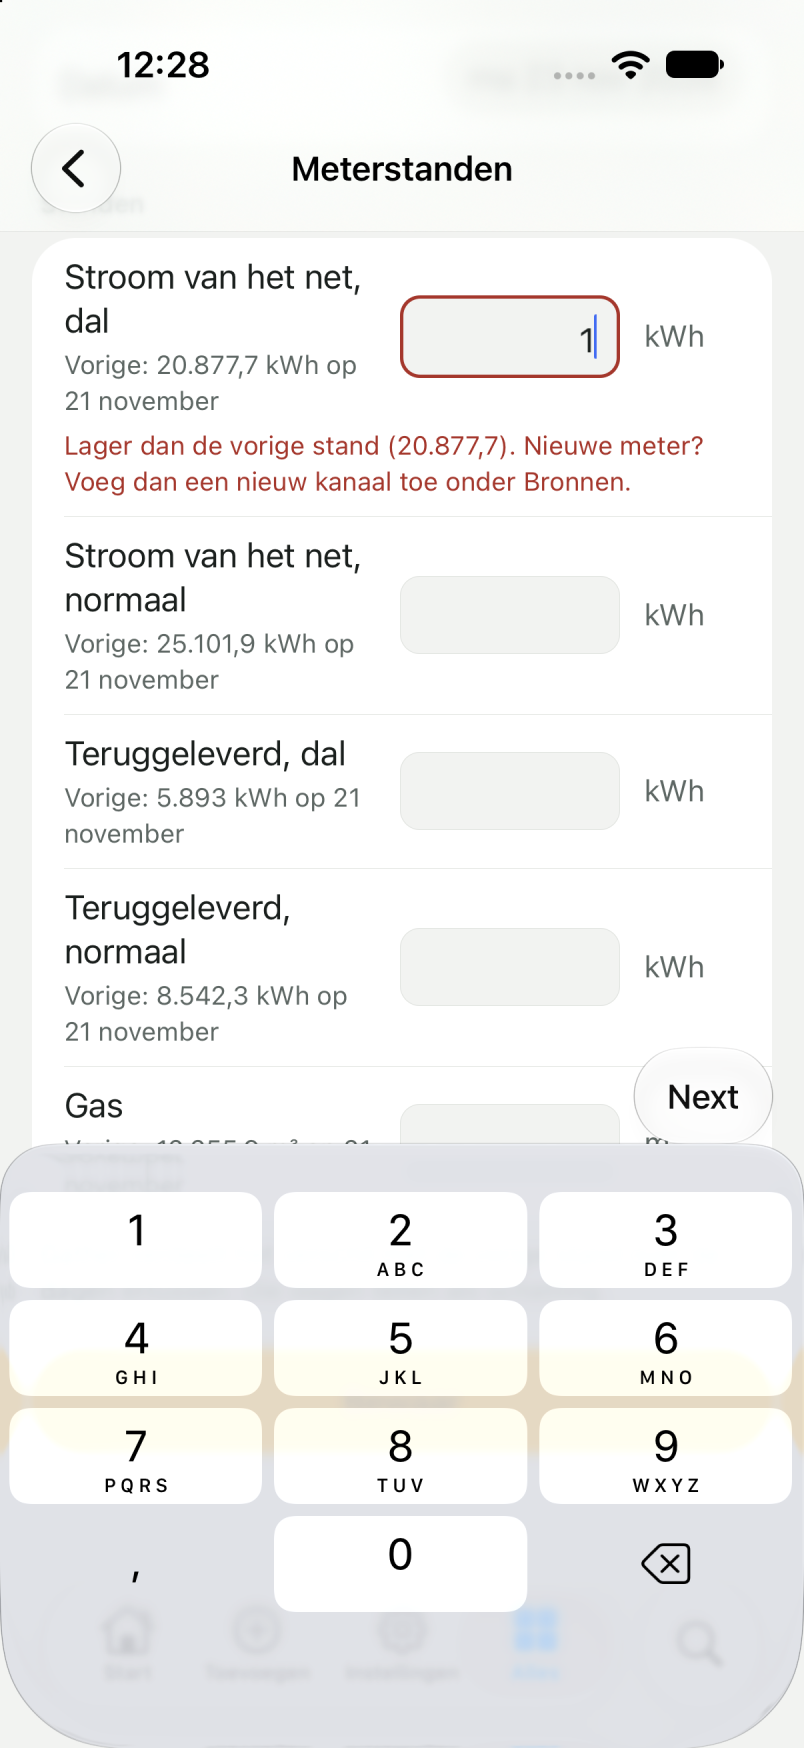 12:28
Meterstanden
Stroom van het net,
dal
Vorige: 20.877,7 kWh op
21 november
1
kWh
Lager dan de vorige stand (20.877,7). Nieuwe meter?
Voeg dan een nieuw kanaal toe onder Bronnen.
Stroom van het net,
normaal
Vorige: 25.101,9 kWh op
21 november
kWh
Teruggeleverd, dal
Vorige: 5.893 kWh op 21
november
kWh
Teruggeleverd,
normaal
Vorige: 8.542,3 kWh op
21 november
kWh
Gas
Next
1
2
ABC
3
DEF
4
GHI
5
JKL
6
MNO
7
PQRS
8
TUV
9
WXYZ
,
0